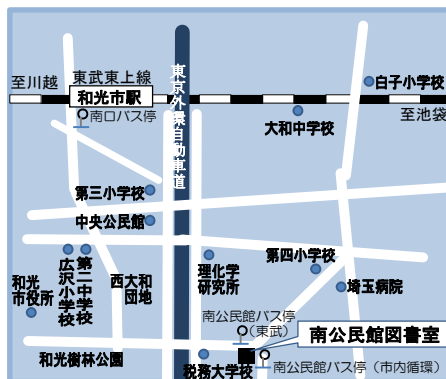 白子小学校
至川越
東武東上線
和光市駅
東京外環自動車道
南口バス停
大和中学校
至池袋
第三小学校
中央公民館
和光
市役所
広沢小学校
第二中学校
西大和
団地
理化学
研究所
第四小学校
埼玉病院
南公民館バス停
（東武）
南公民館図書室
和光樹林公園
税務大学校
南公民館バス停（市内循環）